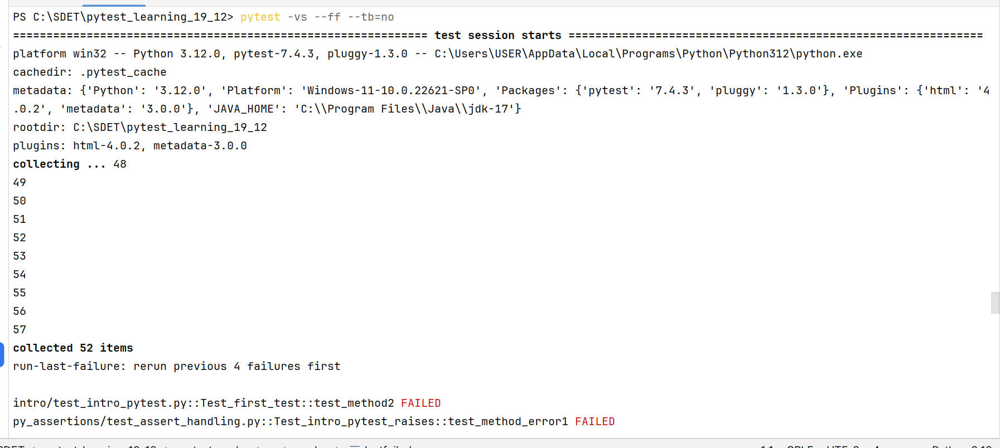 PS C:\SDET\pytest_learning_19_12> pytest -vs --ff --tb=no
============================================================== test session starts ==============================================================
platform win32 -- Python 3.12.0, pytest-7.4.3, pluggy-1.3.0 -- C:\Users\USER\AppData\Local\Programs\Python\Python312\python.exe
cachedir: .pytest_cache
metadata: {'Python': '3.12.0', 'Platform': 'Windows-11-10.0.22621-SP0', 'Packages': {'pytest': '7.4.3', 'pluggy': '1.3.0'}, 'Plugins': {'html': '4
.0.2', 'metadata': '3.0.0'}, 'JAVA_HOME': 'C:\\Program Files\\Java\\jdk-17'}
rootdir: C:\SDET\pytest_learning_19_12
plugins: html-4.0.2, metadata-3.0.0
collecting ... 48
49
50
51
52
53
54
55
56
57
collected 52 items
run-last-failure: rerun previous 4 failures first
intro/test_intro_pytest.py::Test_first_test::test_method2 FAILED
py_assertions/test_assert_handling.py::Test_intro_pytest_raises::test_method_error1 FAILED